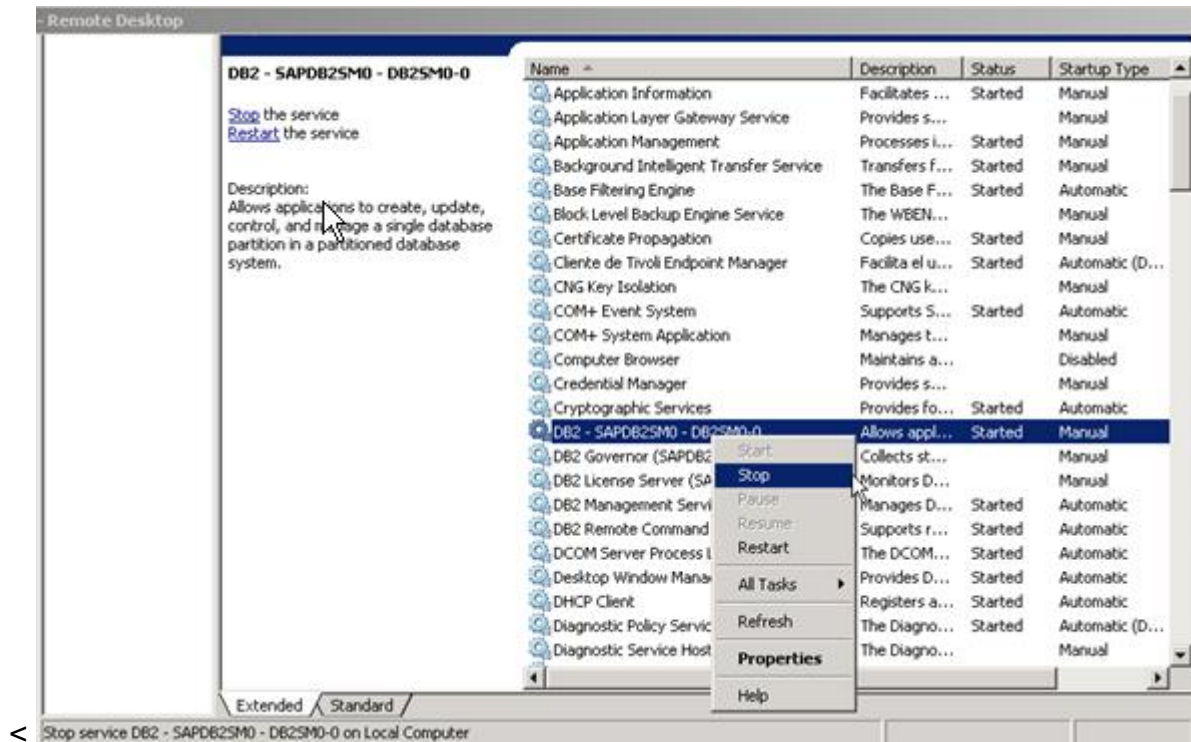 - Remote Desktop
DB2 - SAPDB2SM0 - DB2SM0-0
Stop the service
Restart the service
Description:
Allows applications to create, update,
control, and manage a single database
partition in a partitioned database
system.
Name Description Status Startup Type
Application Information Facilitates ... Started Manual
Application Layer Gateway Service Provides s... Manual
Application Management Processes i... Started Manual
Background Intelligent Transfer Service Transfers f... Started Manual
Base Filtering Engine The Base F... Started Automatic
Block Level Backup Engine Service The WBEN... Manual
Certificate Propagation Copies use... Started Manual
Cliente de Tivoli Endpoint Manager Facilita el u... Started Automatic (D...
CNG Key Isolation The CNG k... Manual
COM+ Event System Supports S... Started Automatic
COM+ System Application Manages t... Manual
Computer Browser Maintains a... Disabled
Credential Manager Provides s... Manual
Cryptographic Services Provides fo... Started Automatic
DB2 - SAPDB2SM0 - DB2SM0-0 Allows appl... Started Manual
DB2 Governor (SAPDB2 Collects st... Manual
DB2 License Server (SA Monitors D... Manual
DB2 Management Servi Manages D... Started Automatic
DB2 Remote Command Supports r... Started Automatic
DCOM Server Process L The DCOM... Started Automatic
Desktop Window Mana Provides D... Started Automatic
DHCP Client Registers a... Started Automatic
Diagnostic Policy Servic The Diagno... Started Automatic (D...
Diagnostic Service Host The Diagno... Manual
Start
Stop
Pause
Resume
Restart
All Tasks
Refresh
Properties
Help
Extended Standard
< Stop service DB2 - SAPDB2SM0 - DB2SM0-0 on Local Computer